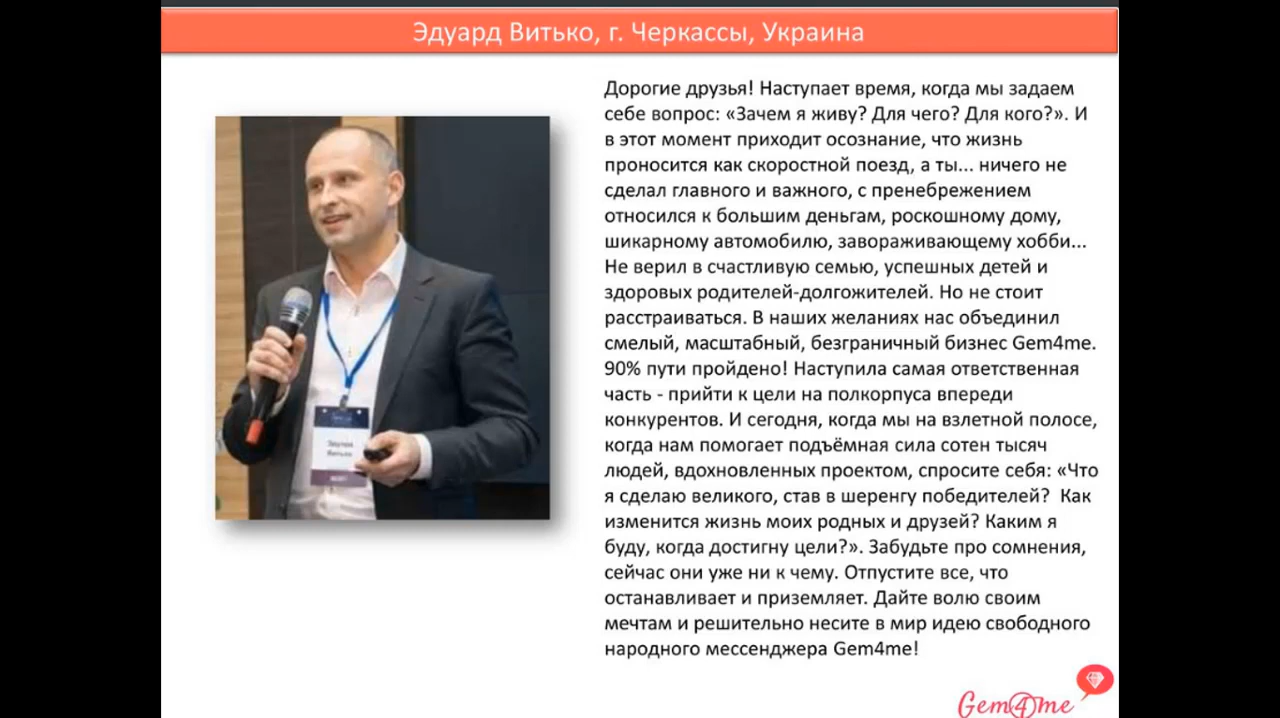 Эдуард Витько, г. Черкассы, Украина
Дорогие друзья! Наступает время, когда мы задаем
себе вопрос: «Зачем я живу? Для чего? Для кого?». И
в этот момент приходит осознание, что жизнь
проносится как скоростной поезд, а ты... ничего не
сделал главного и важного, с пренебрежением
относился к большим деньгам, роскошному дому,
шикарному автомобилю, завораживающему хобби...
Не верил в счастливую семью, успешных детей и
здоровых родителей-долгожителей. Но не стоит
расстраиваться. В наших желаниях нас объединил
смелый, масштабный, безграничный бизнес Gem4me.
90% пути пройдено! Наступила самая ответственная
часть - прийти к цели на полкорпуса впереди
конкурентов. И сегодня, когда мы на взлетной полосе,
когда нам помогает подъёмная сила сотен тысяч
людей, вдохновленных проектом, спросите себя: «Что
я сделаю великого, став в шеренгу победителей? Как
изменится жизнь моих родных и друзей? Каким я
буду, когда достигну цели?». Забудьте про сомнения,
сейчас они уже ни к чему. Отпустите все, что
останавливает и приземляет. Дайте волю своим
мечтам и решительно несите в мир идею свободного
народного мессенджера Gem4me!
Эдуард
Витько
Gem4me